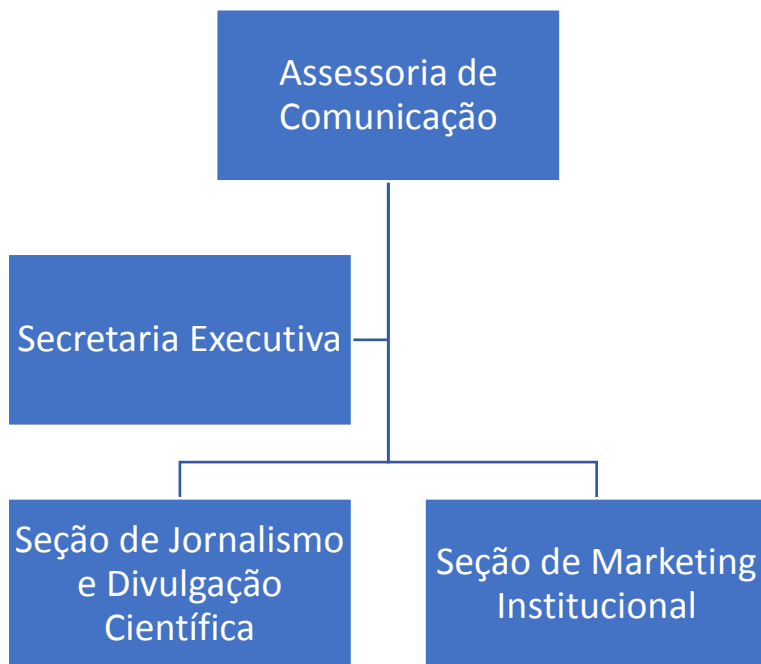 Assessoria de
Comunicação
Secretaria Executiva
Seção de Jornalismo
e Divulgação
Científica
Seção de Marketing
Institucional